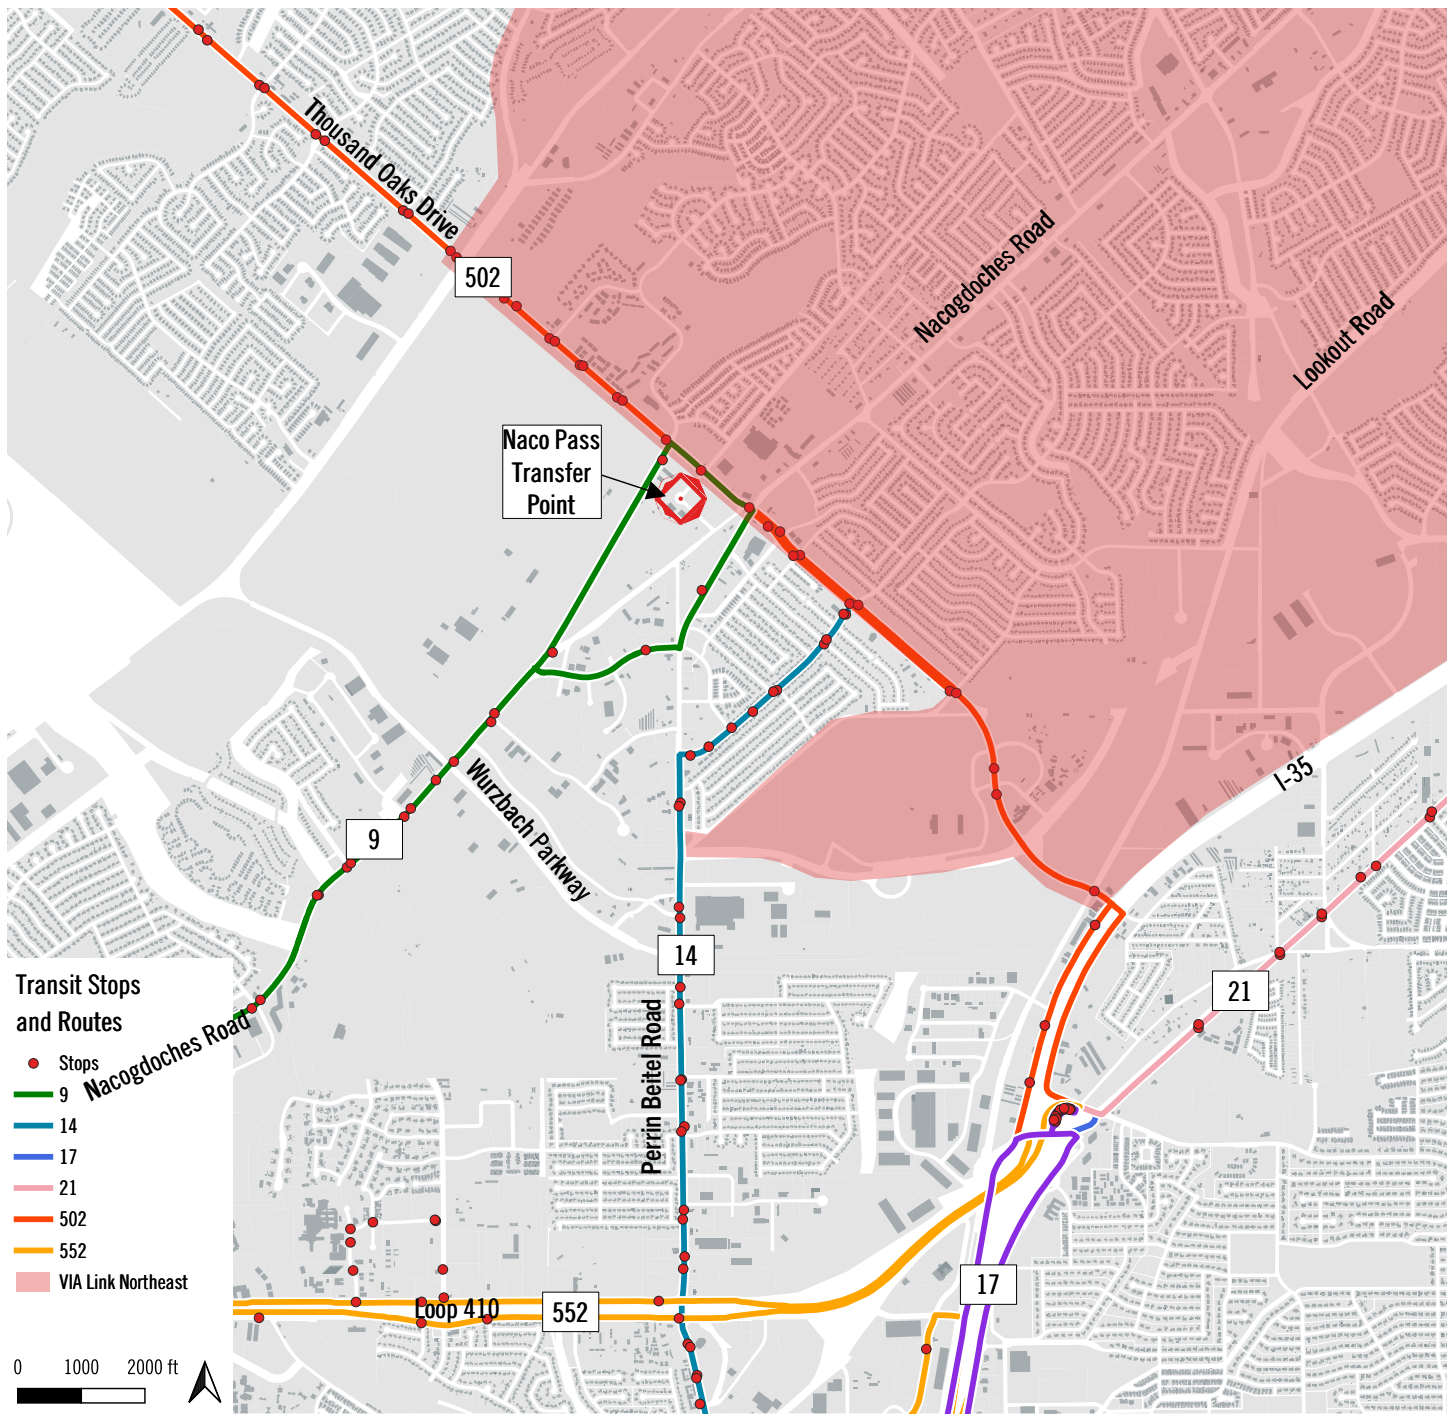 Thousand Oaks Drive
502
Nacogdoches Road
Lookout Road
Naco Pass
Transfer
Point
I-35
Wurzbach Parkway
9
14
21
Perrin Beitel Road
Nacogdoches Road
Transit Stops
and Routes
Stops
9
14
17
21
502
552
VIA Link Northeast
17
Loop 410
552
0 1000 2000 ft